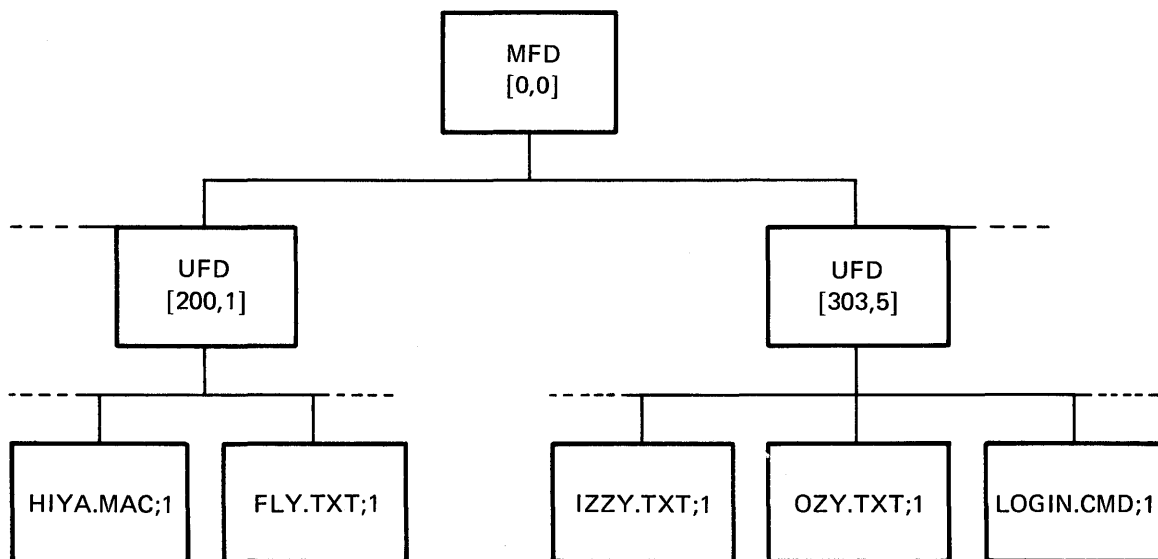 MFD
[0,0]
UFD
[200,1]
UFD
[303,5]
HIYA.MAC;1
FLY.TXT;1
IZZY.TXT;1
OZY.TXT;1
LOGIN.CMD;1